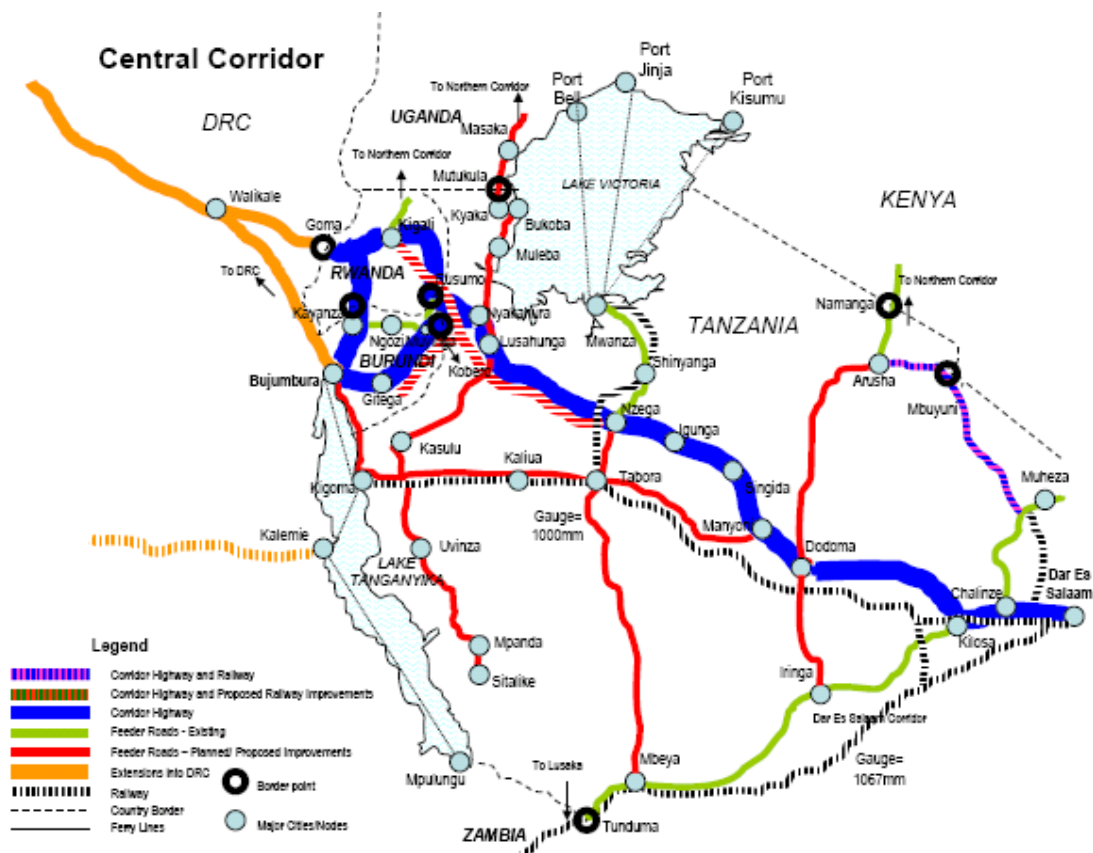 Central Corridor
DRC
UGANDA
To Northern Corridor
Port
Bell
Port
Jinja
Port
Kisumu
Masaka
To Northern Corridor
Mutukula
LAKE VICTORIA
Walikale
Goma
Kigali
Kyaka
Bukoba
KENYA
Muleba
To DRC
RWANDA
Rusumo
To Northern Corridor
Namanga
Kayanza
Nyakahura
TANZANIA
Ngozi
Mwanza
Lusahunga
BURUNDI
Kobero
Shinyanga
Arusha
Bujumbura
Gitega
Mbuyuni
Nzega
Igunga
Kasulu
Kaliua
Tabora
Singida
Muheza
Kigoma
Gauge=
1000mm
Manyon
Kalemie
Uvinza
Dodoma
LAKE
TANGANYIKA
Chalinze
Dar Es
Salaam
Kilosa
Mpanda
Sitalike
Iringa
Dar Es Salaam Corridor
Legend
Corridor Highway and Railway
Corridor Highway and Proposed Railway Improvements
Corridor Highway
Feeder Roads - Existing
Feeder Roads – Planned/ Proposed Improvements
Extensions into DRC
Railway
Country Border
Ferry Lines
Border point
Major Cities/Nodes
Mpulungu
To Lusaka
Mbeya
Gauge=
1067mm
ZAMBIA
Tunduma